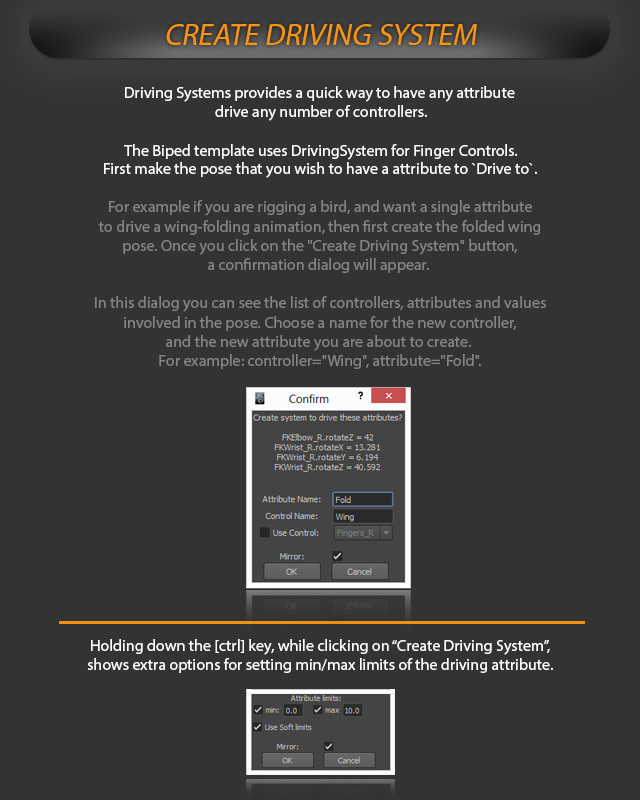 CREATE DRIVING SYSTEM
Driving Systems provides a quick way to have any attribute
drive any number of controllers.
The Biped template uses DrivingSystem for Finger Controls.
First make the pose that you wish to have a attribute to `Drive to`.
For example if you are rigging a bird, and want a single attribute
to drive a wing-folding animation, then first create the folded wing
pose. Once you click on the "Create Driving System" button,
a confirmation dialog will appear.
In this dialog you can see the list of controllers, attributes and values
involved in the pose. Choose a name for the new controller,
and the new attribute you are about to create.
For example: controller="Wing", attribute="Fold".
Confirm ? ×
Create system to drive these attributes?
FKElbow_R.rotateZ = 42
FKWrist_R.rotateX = 13.281
FKWrist_R.rotateY = 6.194
FKWrist_R.rotateZ = 40.592
Attribute Name: Fold
Control Name: Wing
Use Control: Fingers_R
Mirror:
OK Cancel
Holding down the [ctrl] key, while clicking on “Create Driving System”,
shows extra options for setting min/max limits of the driving attribute.
Attribute limits:
min: 0.0 max 10.0
Use Soft limits
Mirror:
OK Cancel